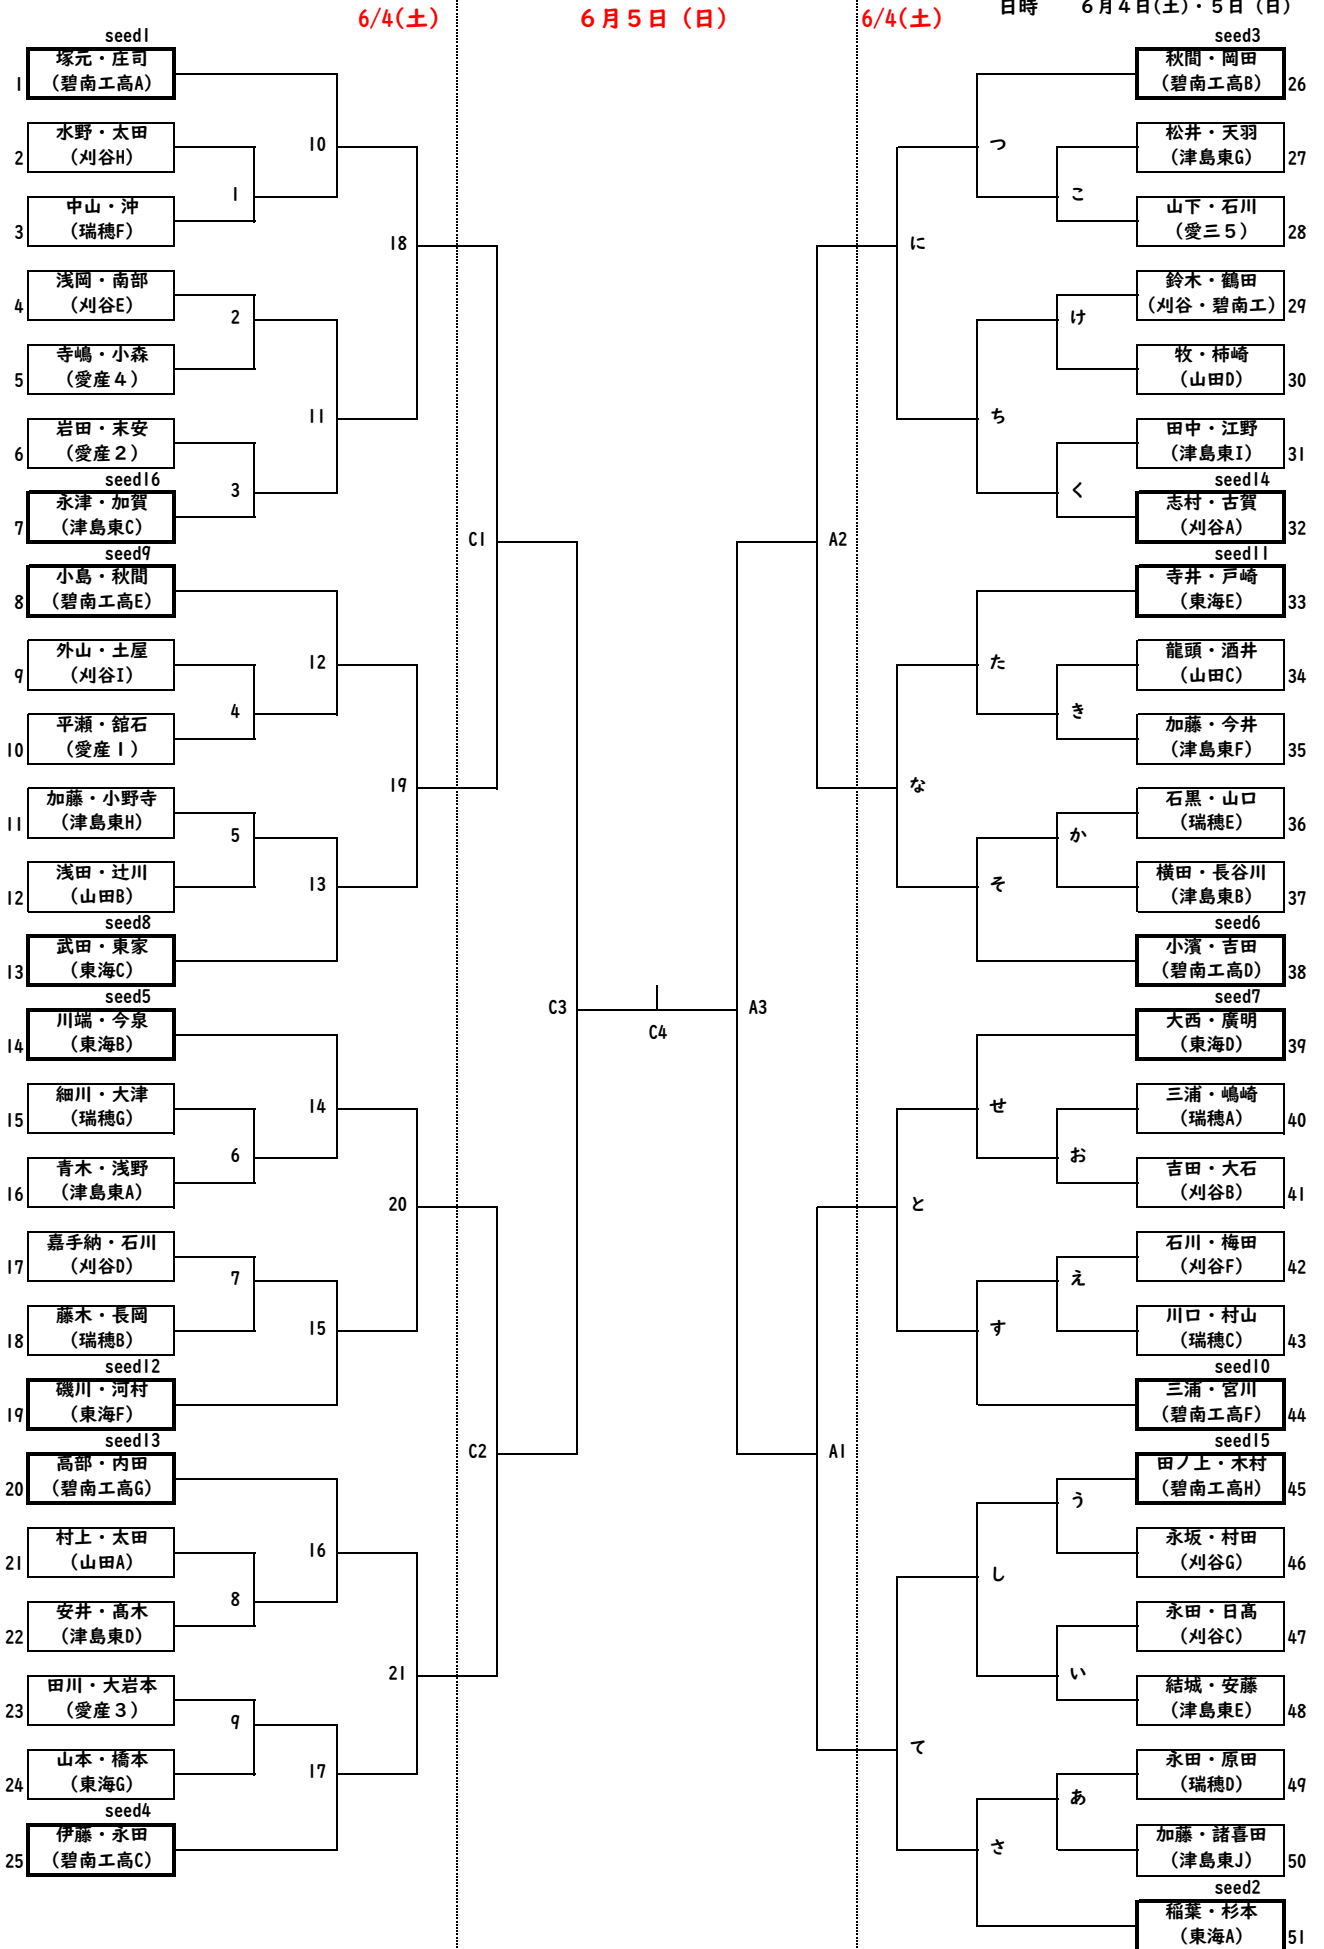 日時　６月４日(土)・５日（日）
6/4(土)
６月５日（日）
6/4(土)
seed1
塚元・庄司
1
(碧南工高A)
水野・太田
2
(刈谷H)
中山・沖
3
(瑞穂F)
浅岡・南部
4
(刈谷E)
寺嶋・小森
5
(愛産４)
岩田・末安
6
(愛産２)
seed16
永津・加賀
7
(津島東C)
seed9
小島・秋間
8
(碧南工高E)
外山・土屋
9
(刈谷I)
平瀬・舘石
10
(愛産１)
加藤・小野寺
11
(津島東H)
浅田・辻川
12
(山田B)
seed8
武田・東家
13
(東海C)
seed5
川端・今泉
14
(東海B)
細川・大津
15
(瑞穂G)
青木・浅野
16
(津島東A)
嘉手納・石川
17
(刈谷D)
藤木・長岡
18
(瑞穂B)
seed12
磯川・河村
19
(東海F)
seed13
高部・内田
20
(碧南工高G)
村上・太田
21
(山田A)
安井・髙木
22
(津島東D)
田川・大岩本
23
(愛産３)
山本・橋本
24
(東海G)
seed4
伊藤・永田
25
(碧南工高C)
1
2
3
4
5
6
7
8
9
10
11
12
13
14
15
16
17
18
19
20
21
C1
C2
C3
C4
A3
A2
A1
に
な
と
て
つ
ち
た
そ
せ
す
し
さ
こ
け
く
き
か
お
え
う
い
あ
seed3
秋間・岡田
(碧南工高B)
26
松井・天羽
(津島東G)
27
山下・石川
(愛三５)
28
鈴木・鶴田
(刈谷・碧南工)
29
牧・柿崎
(山田D)
30
田中・江野
(津島東I)
31
seed14
志村・古賀
(刈谷A)
32
seed11
寺井・戸崎
(東海E)
33
龍頭・酒井
(山田C)
34
加藤・今井
(津島東F)
35
石黒・山口
(瑞穂E)
36
横田・長谷川
(津島東B)
37
seed6
小濱・吉田
(碧南工高D)
38
seed7
大西・廣明
(東海D)
39
三浦・嶋崎
(瑞穂A)
40
吉田・大石
(刈谷B)
41
石川・梅田
(刈谷F)
42
川口・村山
(瑞穂C)
43
seed10
三浦・宮川
(碧南工高F)
44
seed15
田ノ上・木村
(碧南工高H)
45
永坂・村田
(刈谷G)
46
永田・日髙
(刈谷C)
47
結城・安藤
(津島東E)
48
永田・原田
(瑞穂D)
49
加藤・諸喜田
(津島東J)
50
seed2
稲葉・杉本
(東海A)
51